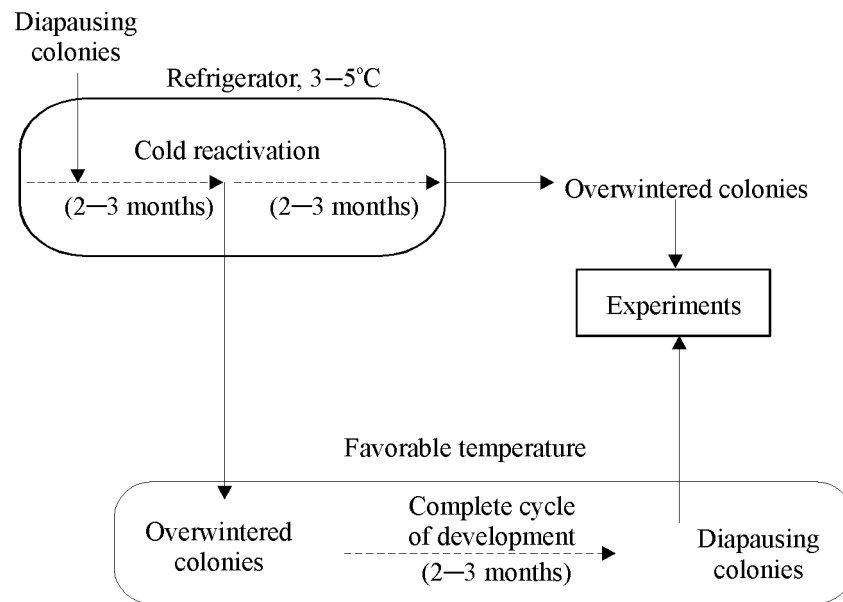 Diapausing
colonies
Refrigerator, 3—5°C
Cold reactivation
(2—3 months)
(2—3 months)
Overwintered colonies
Experiments
Favorable temperature
Overwintered
colonies
Complete cycle
of development
(2—3 months)
Diapausing
colonies